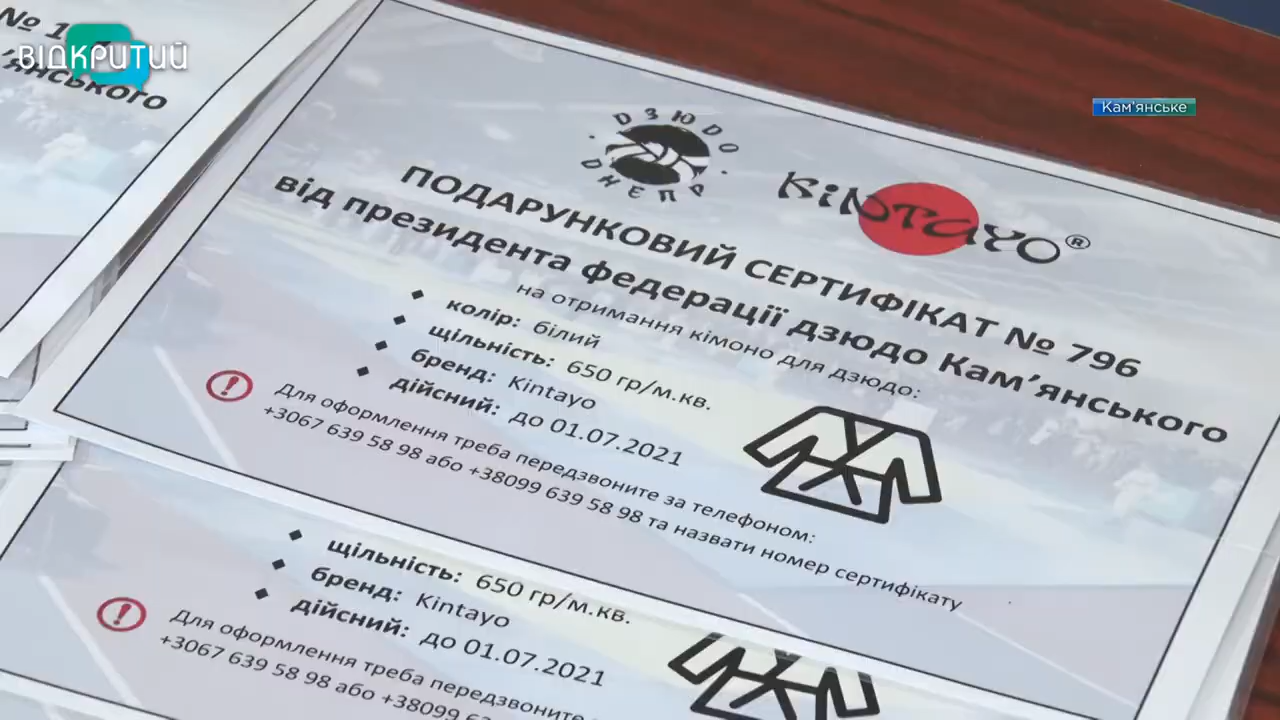 ВІДКРИТИЙ
Кам'янське
ДЗЮДО
ДНЕПР
KiNTAYO®
ПОДАРУНКОВИЙ СЕРТИФІКАТ № 796
від президента федерації дзюдо Кам’янського
на отримання кімоно для дзюдо:
колір: білий
щільність: 650 гр/м.кв.
бренд: Kintayo
дійсний: до 01.07.2021
Для оформлення треба передзвоните за телефоном:
+3067 639 58 98 або +38099 639 58 98 та назвати номер сертифікату
щільність: 650 гр/м.кв.
бренд: Kintayo
дійсний: до 01.07.2021
Для оформлення треба передзвоните
+3067 639 58 98 або +38099